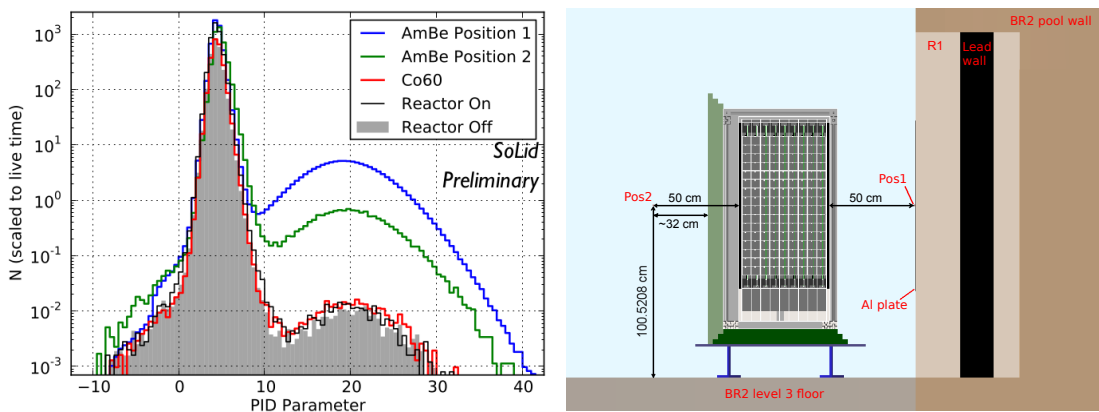 10³
10²
10¹
10⁰
10⁻¹
10⁻²
10⁻³
N (scaled to live time)
−10 0 10 20 30 40
PID Parameter
AmBe Position 1
AmBe Position 2
Co60
Reactor On
Reactor Off
SoLid
Preliminary
BR2 pool wall
R1
Lead
wall
Pos2
50 cm
~32 cm
100.5208 cm
50 cm
Pos1
Al plate
BR2 level 3 floor